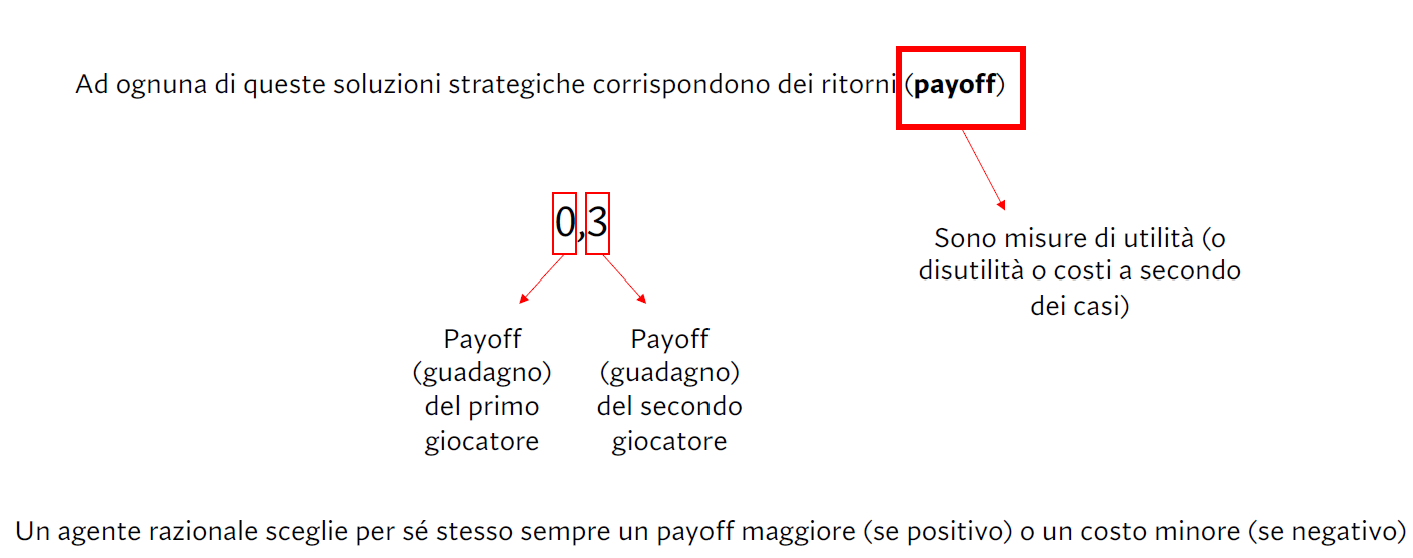 Ad ognuna di queste soluzioni strategiche corrispondono dei ritorni (payoff)
0,3
Sono misure di utilità (o
disutilità o costi a secondo
dei casi)
Payoff
(guadagno)
del primo
giocatore
Payoff
(guadagno)
del secondo
giocatore
Un agente razionale sceglie per sé stesso sempre un payoff maggiore (se positivo) o un costo minore (se negativo)